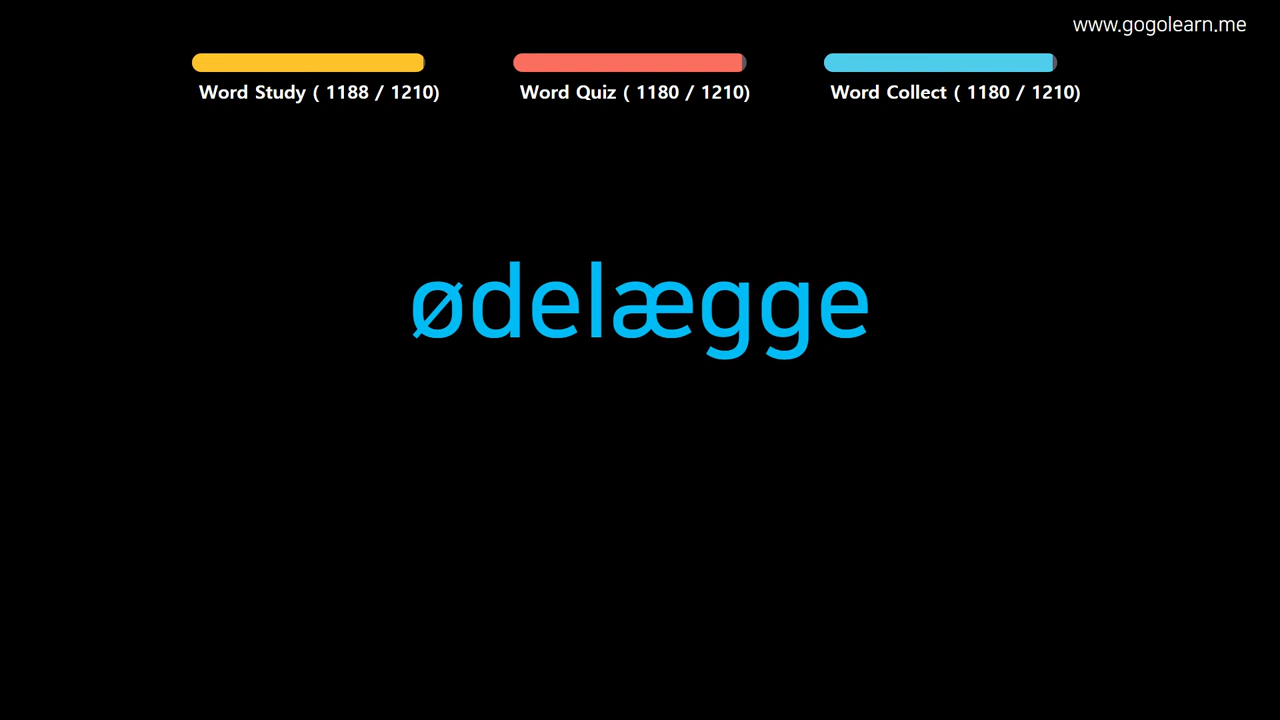 www.gogolearn.me
Word Study ( 1188 / 1210)
Word Quiz ( 1180 / 1210)
Word Collect ( 1180 / 1210)
ødelægge